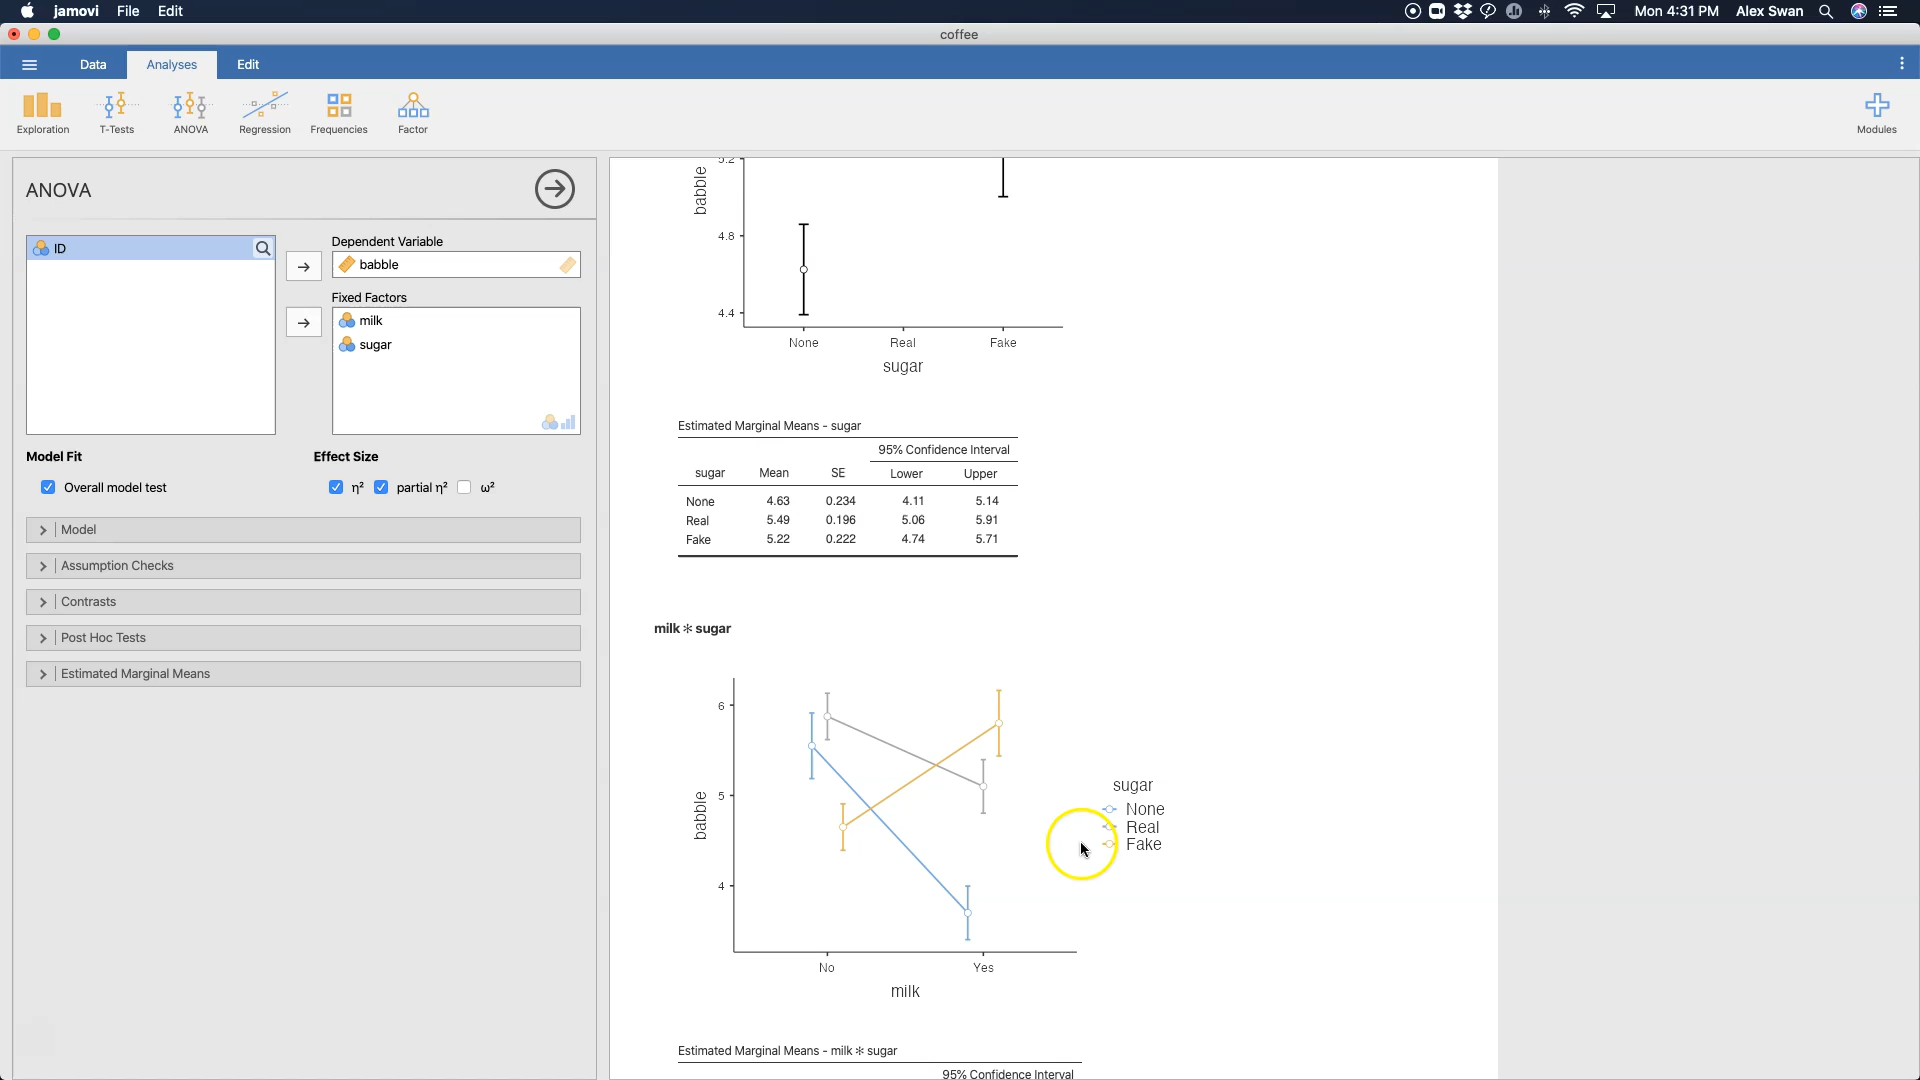 jamovi File Edit
Mon 4:31 PM Alex Swan
coffee
Data Analyses Edit
Exploration T-Tests ANOVA Regression Frequencies Factor Modules
ANOVA
ID
Dependent Variable
babble
Fixed Factors
milk
sugar
Model Fit
Effect Size
Overall model test
η² partial η² ω²
Model
Assumption Checks
Contrasts
Post Hoc Tests
Estimated Marginal Means
5.2
4.8
4.4
babble
None Real Fake
sugar
Estimated Marginal Means - sugar
95% Confidence Interval
sugar Mean SE Lower Upper
None 4.63 0.234 4.11 5.14
Real 5.49 0.196 5.06 5.91
Fake 5.22 0.222 4.74 5.71
milk ✻ sugar
6
5
4
babble
No Yes
milk
sugar
None
Real
Fake
Estimated Marginal Means - milk ✻ sugar
95% Confidence Interval